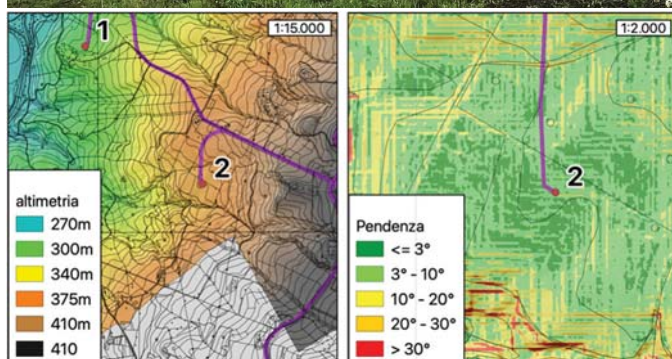 1
1:15.000
2
altimetria
270m
300m
340m
375m
410m
410
1:2.000
2
Pendenza
<= 3°
3° - 10°
10° - 20°
20° - 30°
> 30°